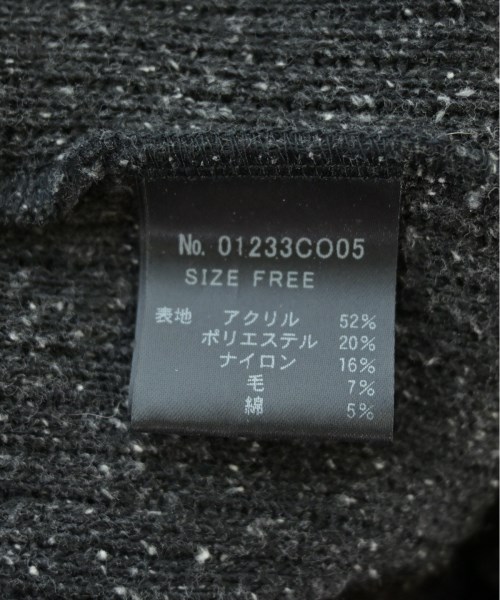 No. 01233CO05
SIZE FREE
表地 アクリル 52%
ポリエステル 20%
ナイロン 16%
毛 7%
綿 5%